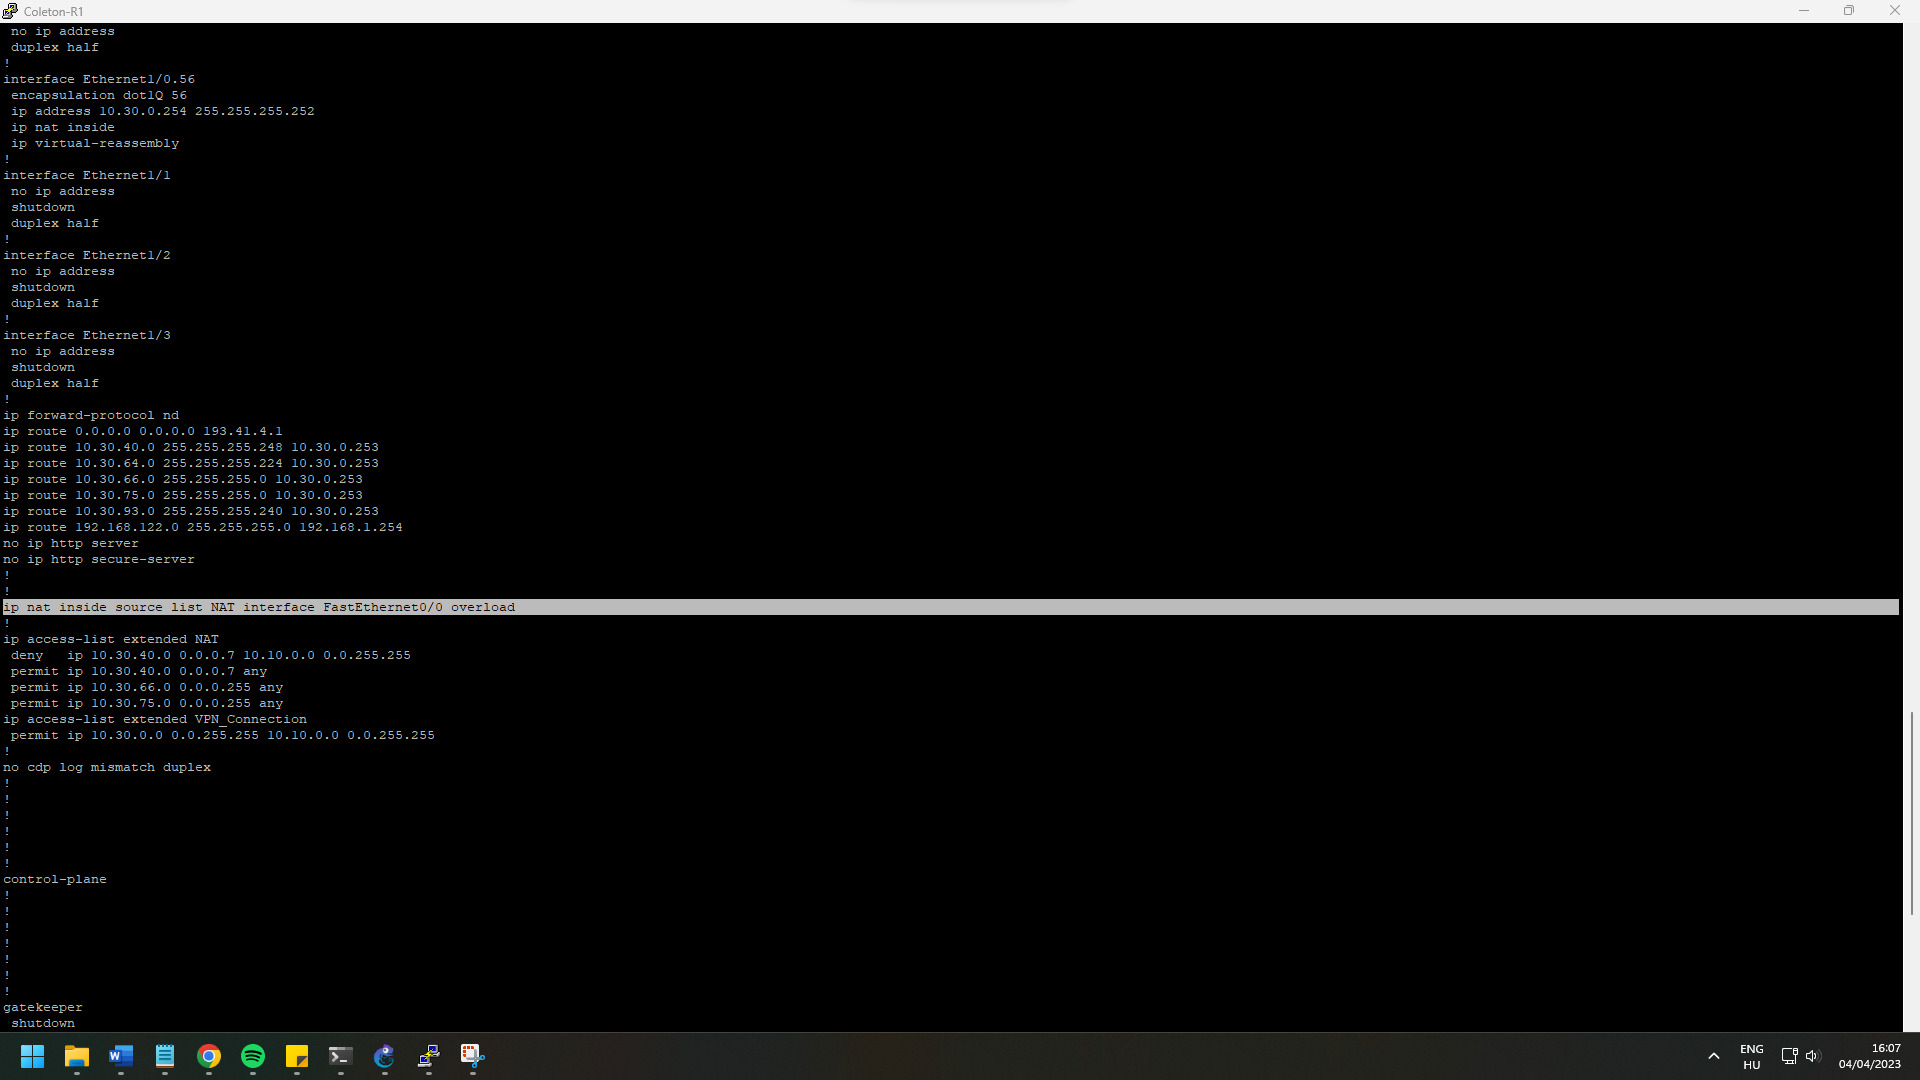 Coleton-R1
no ip address
duplex half
!
interface Ethernet1/0.56
encapsulation dot1Q 56
ip address 10.30.0.254 255.255.255.252
ip nat inside
ip virtual-reassembly
!
interface Ethernet1/1
no ip address
shutdown
duplex half
!
interface Ethernet1/2
no ip address
shutdown
duplex half
!
interface Ethernet1/3
no ip address
shutdown
duplex half
!
ip forward-protocol nd
ip route 0.0.0.0 0.0.0.0 193.41.4.1
ip route 10.30.40.0 255.255.255.248 10.30.0.253
ip route 10.30.64.0 255.255.255.224 10.30.0.253
ip route 10.30.66.0 255.255.255.0 10.30.0.253
ip route 10.30.75.0 255.255.255.0 10.30.0.253
ip route 10.30.93.0 255.255.255.240 10.30.0.253
ip route 192.168.122.0 255.255.255.0 192.168.1.254
no ip http server
no ip http secure-server
!
!
ip nat inside source list NAT interface FastEthernet0/0 overload
!
ip access-list extended NAT
deny   ip 10.30.40.0 0.0.0.7 10.10.0.0 0.0.255.255
permit ip 10.30.40.0 0.0.0.7 any
permit ip 10.30.66.0 0.0.0.255 any
permit ip 10.30.75.0 0.0.0.255 any
ip access-list extended VPN_Connection
permit ip 10.30.0.0 0.0.255.255 10.10.0.0 0.0.255.255
!
no cdp log mismatch duplex
!
!
!
!
!
!
control-plane
!
!
!
!
!
!
!
gatekeeper
shutdown
ENG
HU
16:07
04/04/2023